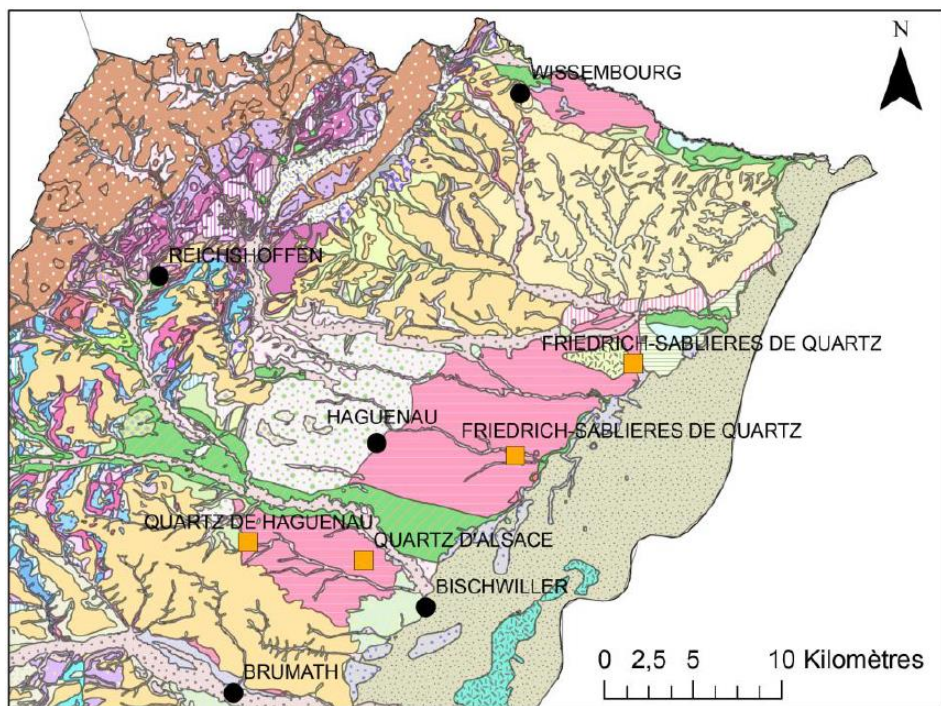 N
WISSEMBOURG
REICHSHOFFEN
FRIEDRICH-SABLIERES DE QUARTZ
HAGUENAU
FRIEDRICH-SABLIERES DE QUARTZ
QUARTZ DE HAGUENAU
QUARTZ D'ALSACE
BISCHWILLER
0 2,5 5 10 Kilomètres
BRUMATH